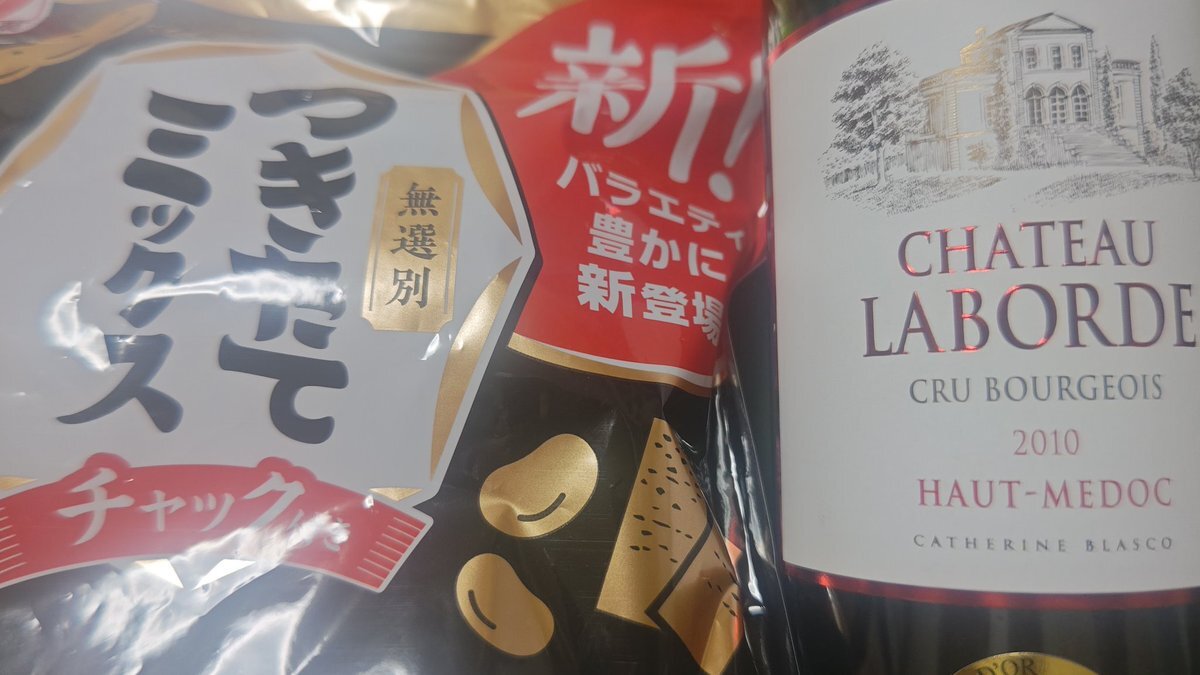 つきたて
ミックス
無選別
チャック
新!
バラエティ
豊かに
新登場
CHATEAU
LABORDE
CRU BOURGEOIS
2010
HAUT-MEDOC
CATHERINE BLASCO
D'OR